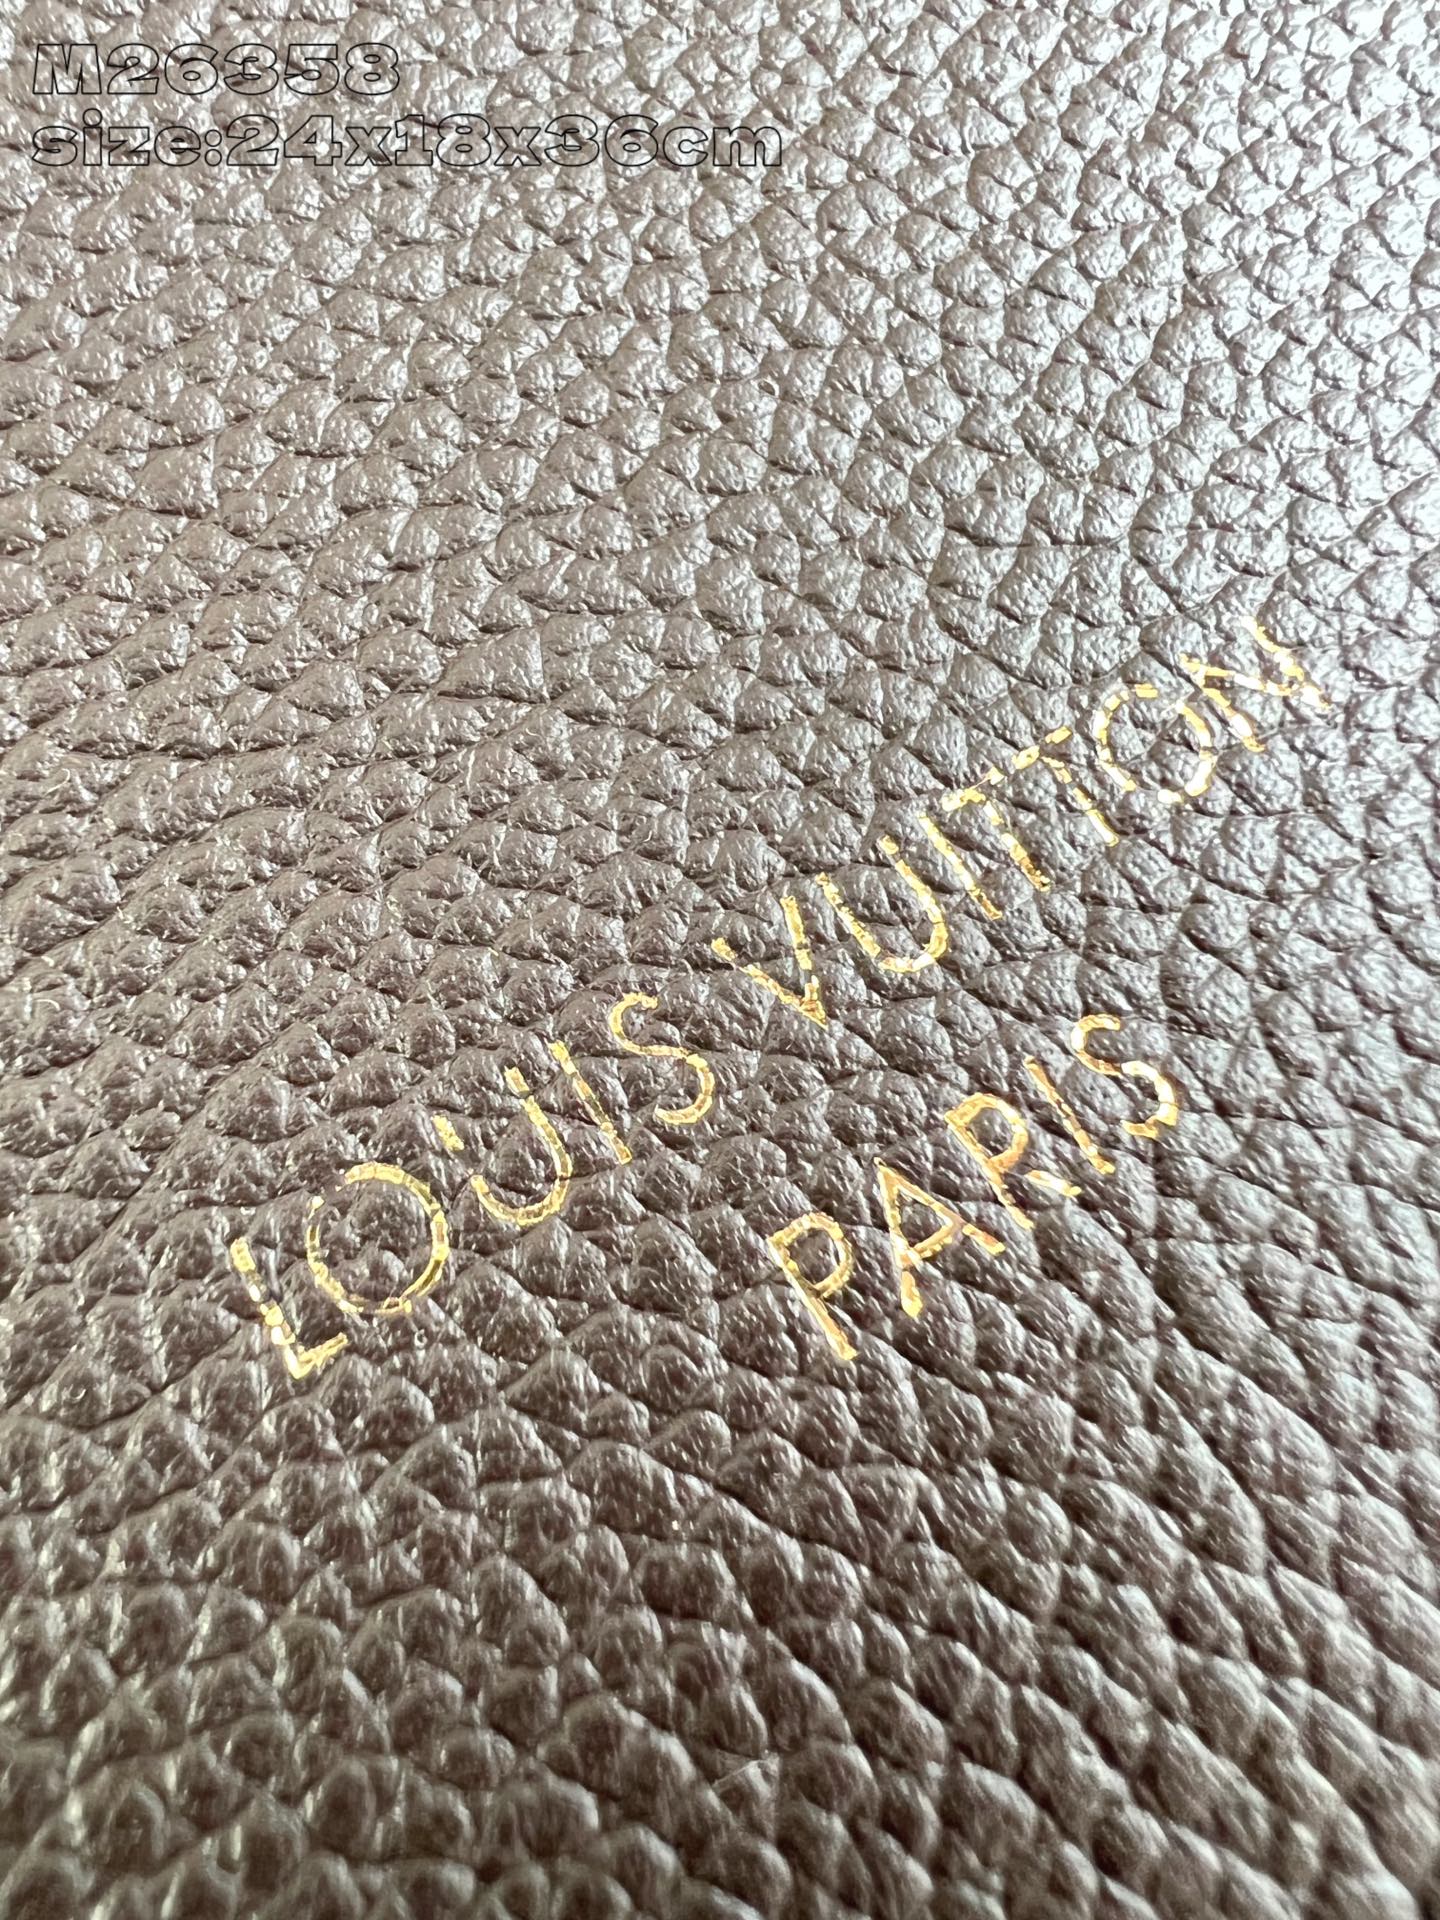 M26358
size:24x18x36cm
LOUIS VUITTON
PARIS